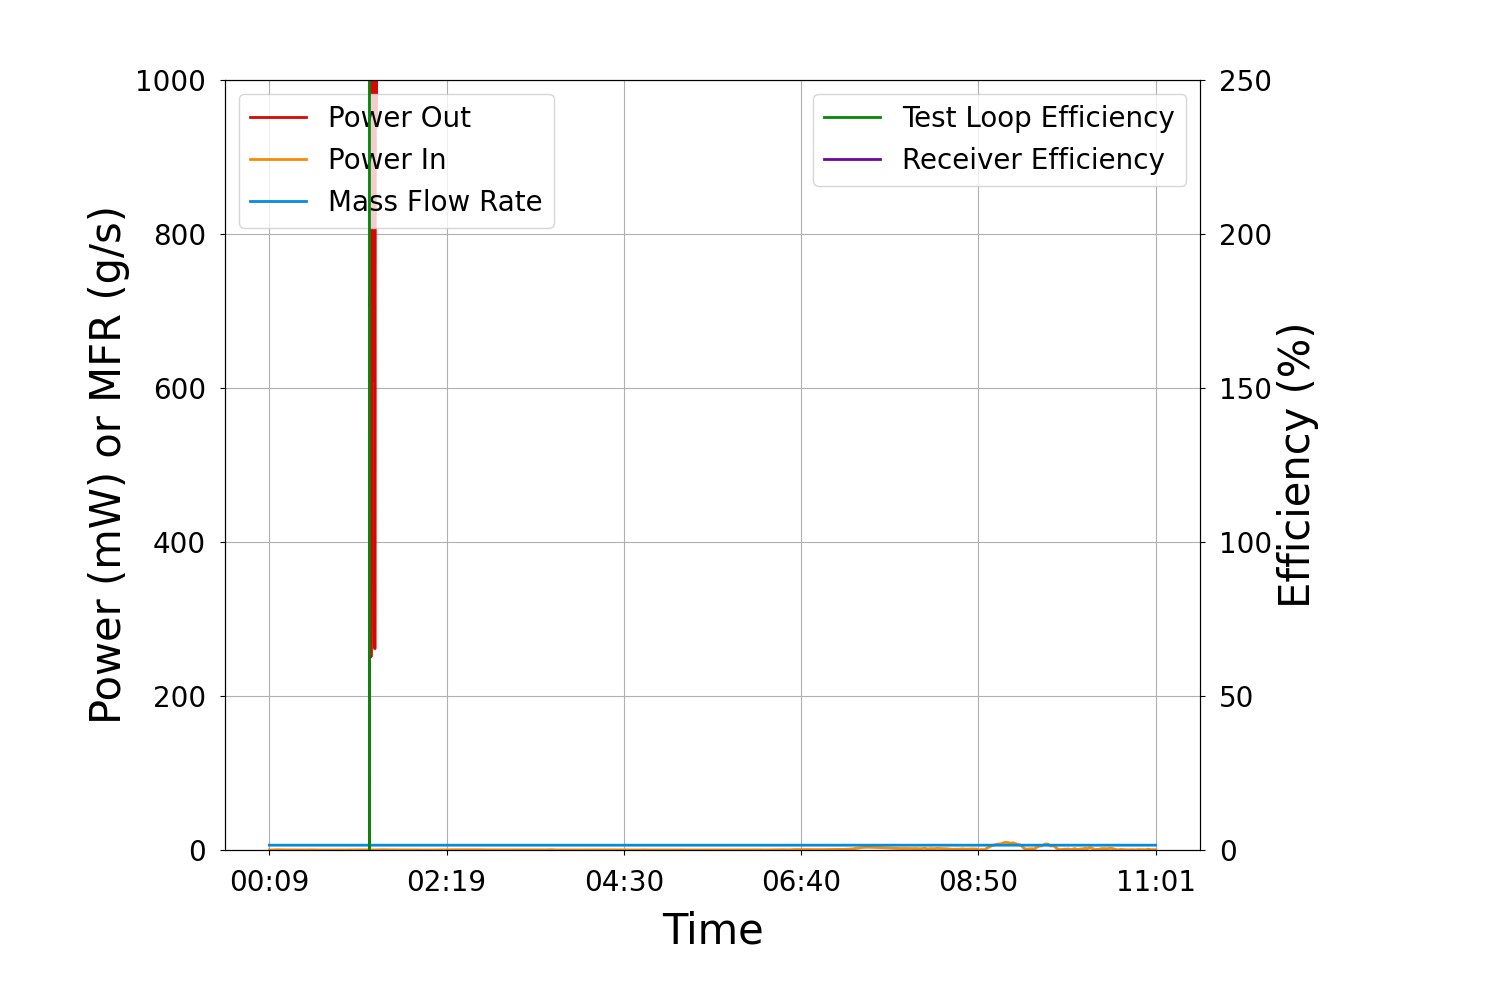 1000
800
600
400
200
0
Power (mW) or MFR (g/s)
Power Out
Power In
Mass Flow Rate
Test Loop Efficiency
Receiver Efficiency
250
200
150
100
50
0
Efficiency (%)
00:09 02:19 04:30 06:40 08:50 11:01
Time